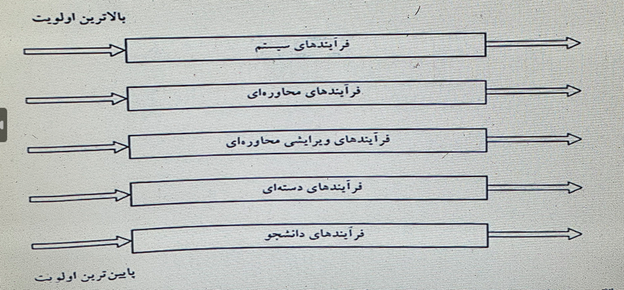 بالاترین اولویت
فرآیندهای سیستم
فرآیندهای محاوره‌ای
فرآیندهای ویرایشی محاوره‌ای
فرآیندهای دسته‌ای
فرآیندهای دانشجو
پایین‌ترین اولویت